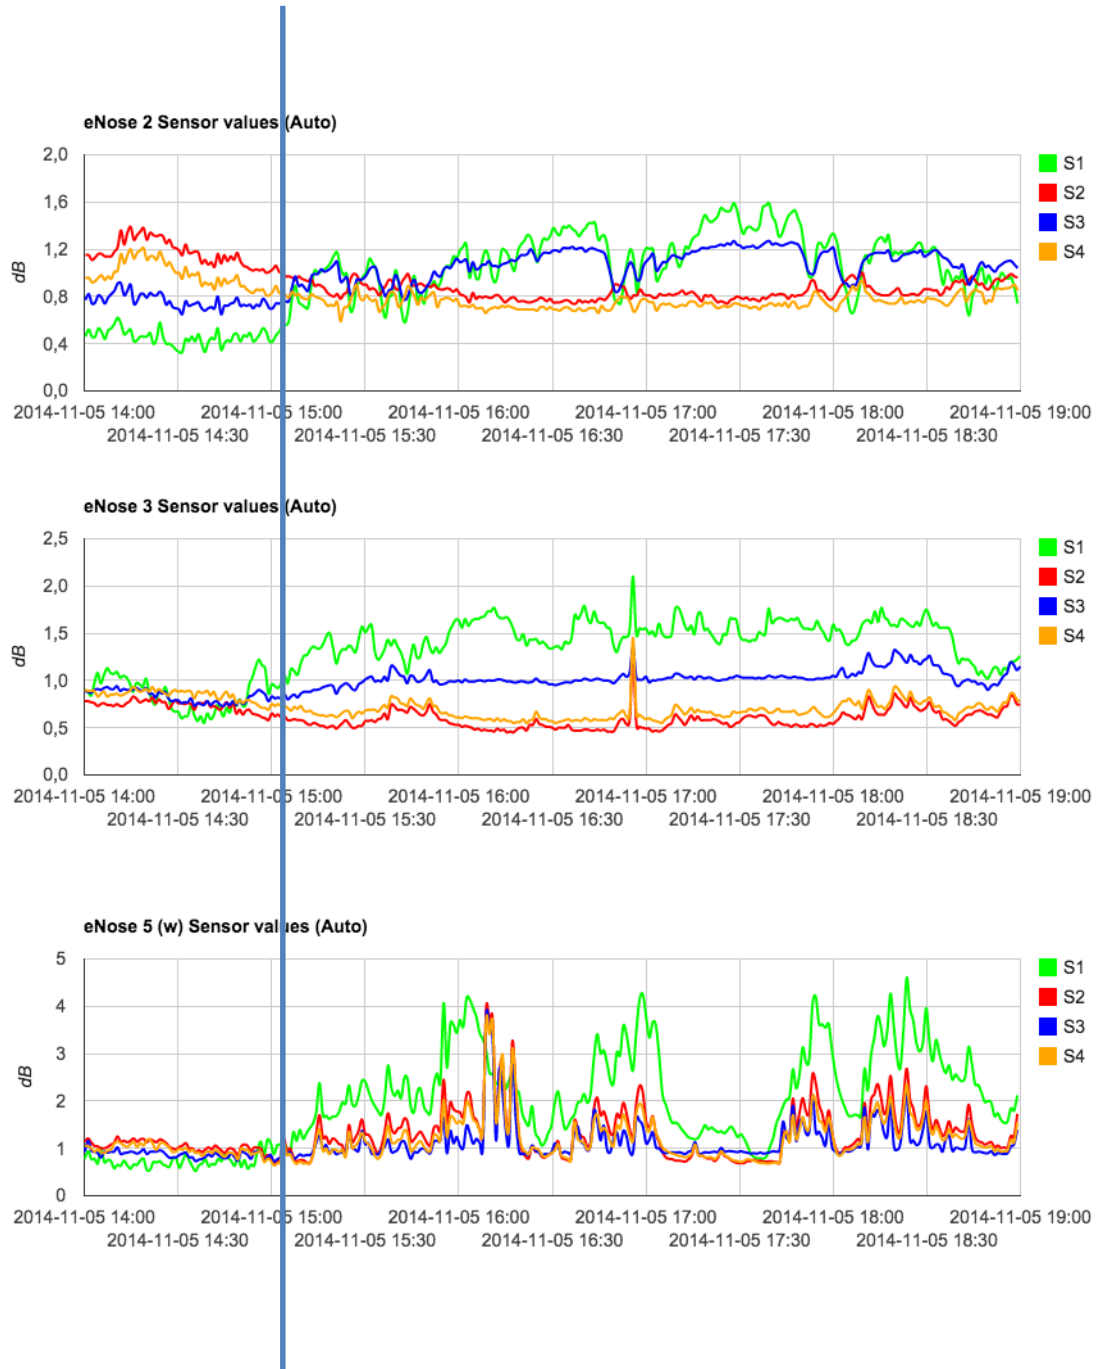 eNose 2 Sensor values (Auto)
2,0
1,6
1,2
0,8
0,4
0,0
dB
S1
S2
S3
S4
2014-11-05 14:00 2014-11-05 15:00 2014-11-05 16:00 2014-11-05 17:00 2014-11-05 18:00 2014-11-05 19:00
2014-11-05 14:30 2014-11-05 15:30 2014-11-05 16:30 2014-11-05 17:30 2014-11-05 18:30
eNose 3 Sensor values (Auto)
2,5
2,0
1,5
1,0
0,5
0,0
dB
S1
S2
S3
S4
2014-11-05 14:00 2014-11-05 15:00 2014-11-05 16:00 2014-11-05 17:00 2014-11-05 18:00 2014-11-05 19:00
2014-11-05 14:30 2014-11-05 15:30 2014-11-05 16:30 2014-11-05 17:30 2014-11-05 18:30
eNose 5 (w) Sensor values (Auto)
5
4
3
2
1
0
dB
S1
S2
S3
S4
2014-11-05 14:00 2014-11-05 15:00 2014-11-05 16:00 2014-11-05 17:00 2014-11-05 18:00 2014-11-05 19:00
2014-11-05 14:30 2014-11-05 15:30 2014-11-05 16:30 2014-11-05 17:30 2014-11-05 18:30